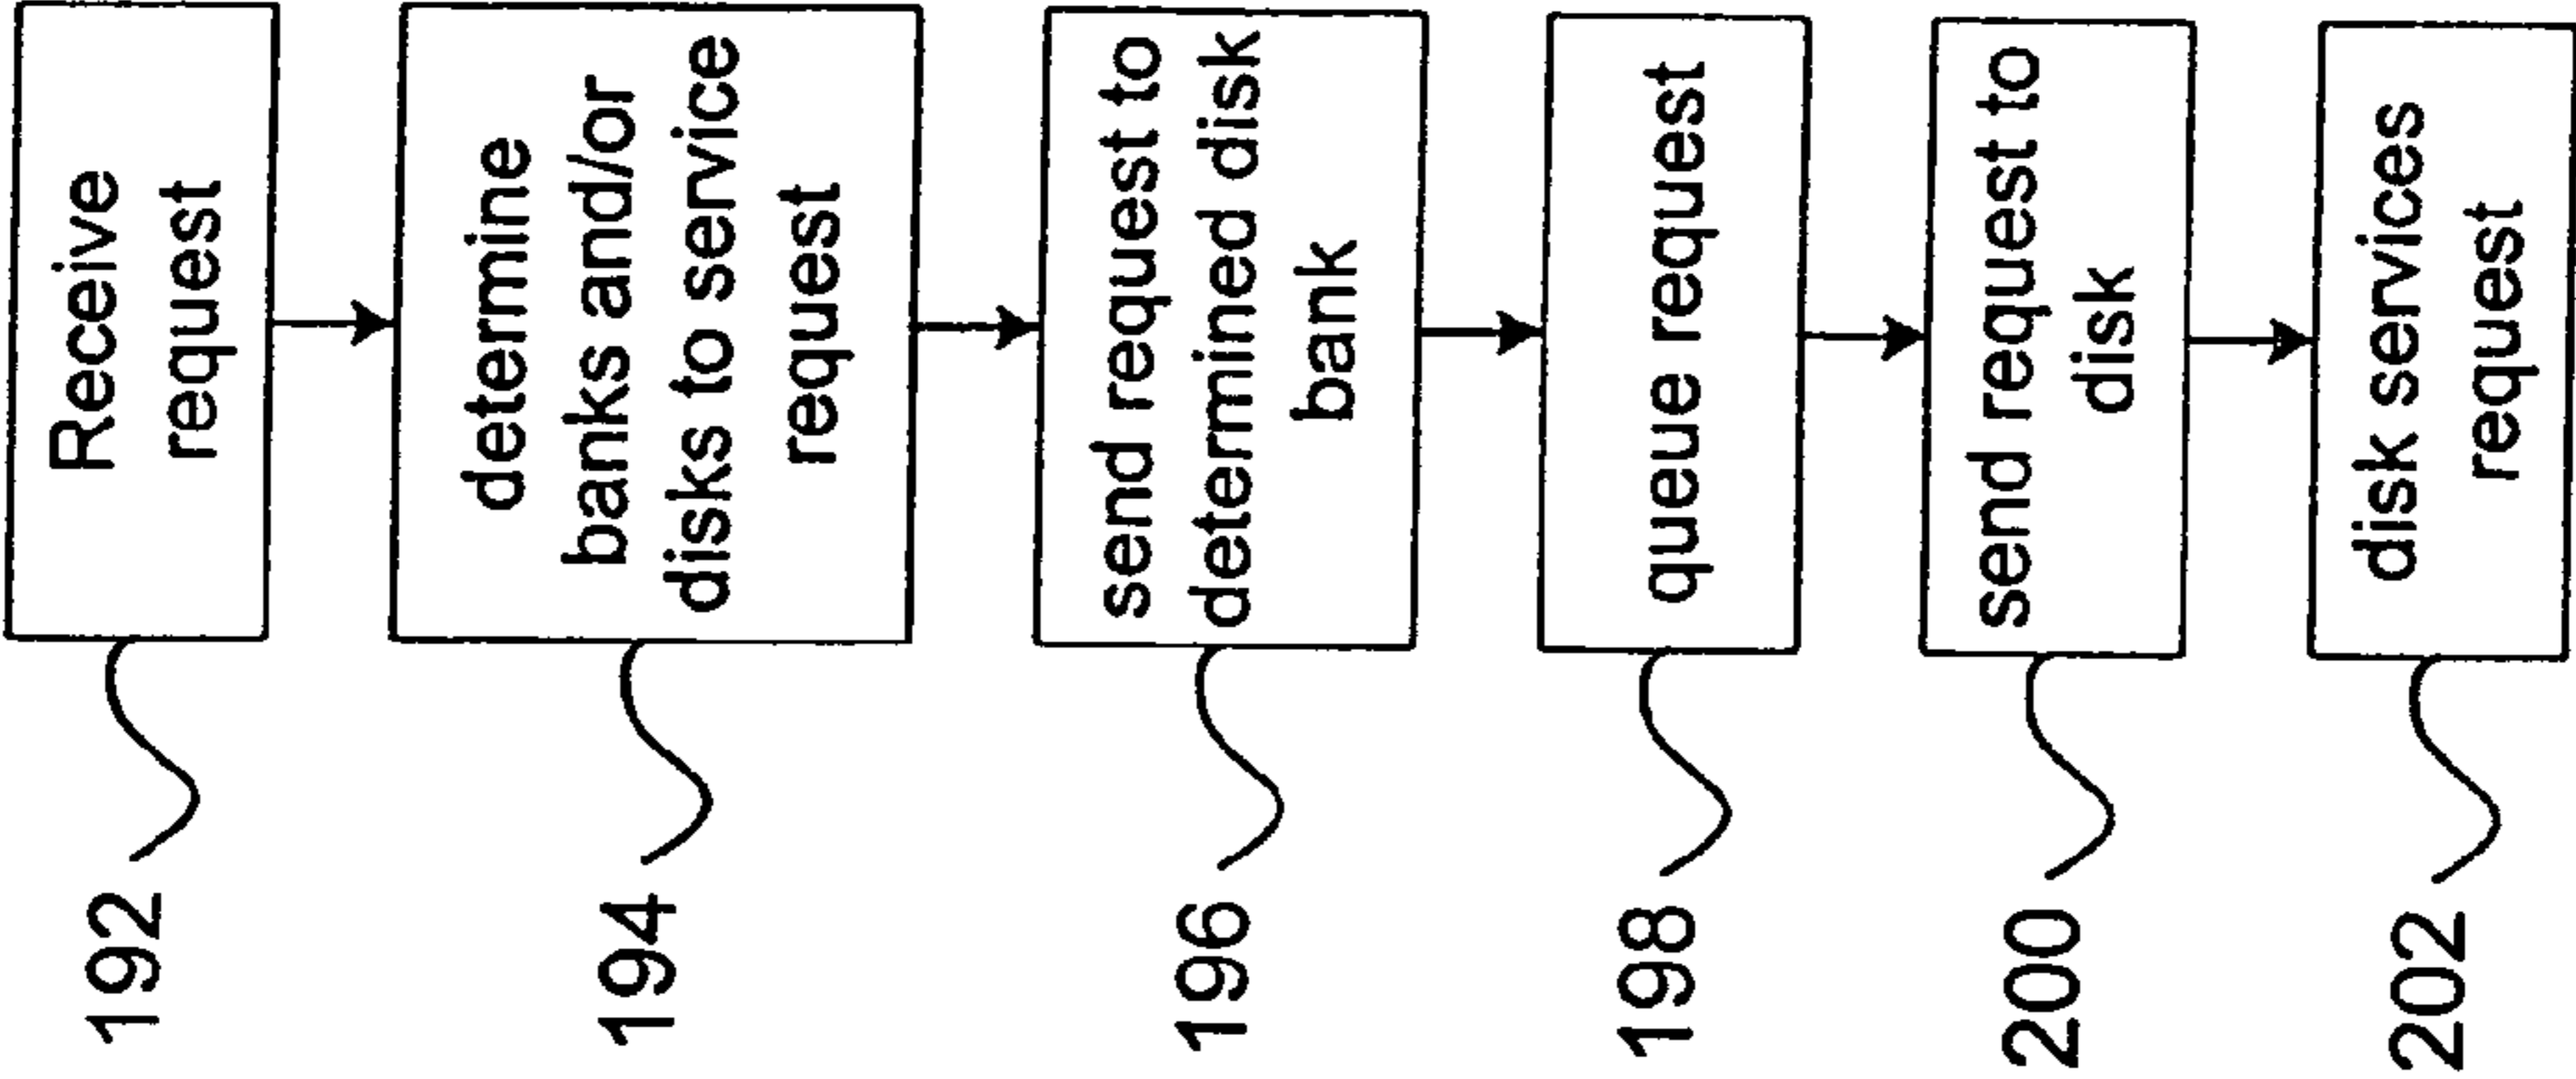 192
Receive
request
194
determine
banks and/or
disks to service
request
196
send request to
determined disk
bank
198
queue request
200
send request to
disk
202
disk services
request